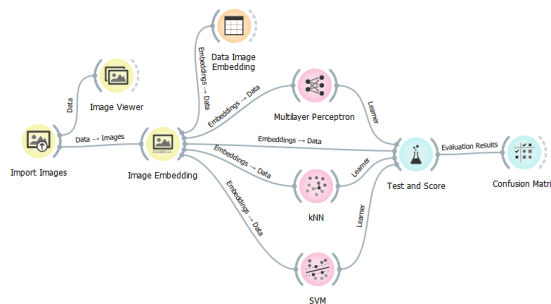 Data Image
Embedding
Embeddings → Data
Image Viewer
Data
Embeddings → Data
Multilayer Perceptron
Learner
Import Images
Data → Images
Image Embedding
Embeddings → Data
Embeddings → Data
kNN
Learner
Test and Score
Evaluation Results
Confusion Matri
Embeddings → Data
SVM
Learner